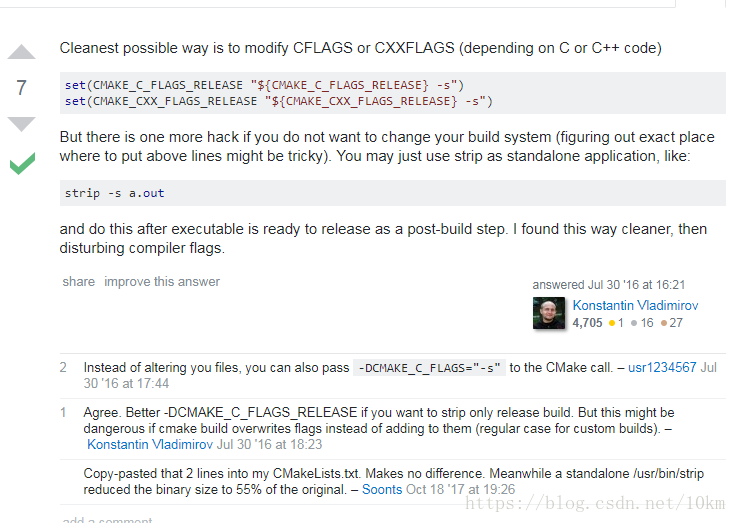 Cleanest possible way is to modify CFLAGS or CXXFLAGS (depending on C or C++ code)
7
set(CMAKE_C_FLAGS_RELEASE "${CMAKE_C_FLAGS_RELEASE} -s")
set(CMAKE_CXX_FLAGS_RELEASE "${CMAKE_CXX_FLAGS_RELEASE} -s")
But there is one more hack if you do not want to change your build system (figuring out exact place
where to put above lines might be tricky). You may just use strip as standalone application, like:
strip -s a.out
and do this after executable is ready to release as a post-build step. I found this way cleaner, then
disturbing compiler flags.
share improve this answer
answered Jul 30 '16 at 16:21
Konstantin Vladimirov
4,705 ●1 ●16 ●27
2 Instead of altering you files, you can also pass -DCMAKE_C_FLAGS="-s" to the CMake call. – usr1234567 Jul
30 '16 at 17:44
1 Agree. Better -DCMAKE_C_FLAGS_RELEASE if you want to strip only release build. But this might be
dangerous if cmake build overwrites flags instead of adding to them (regular case for custom builds). –
Konstantin Vladimirov Jul 30 '16 at 18:23
Copy-pasted that 2 lines into my CMakeLists.txt. Makes no difference. Meanwhile a standalone /usr/bin/strip
reduced the binary size to 55% of the original. – Soonts Oct 18 '17 at 19:26
https://blog.csdn.net/10km
add a comment